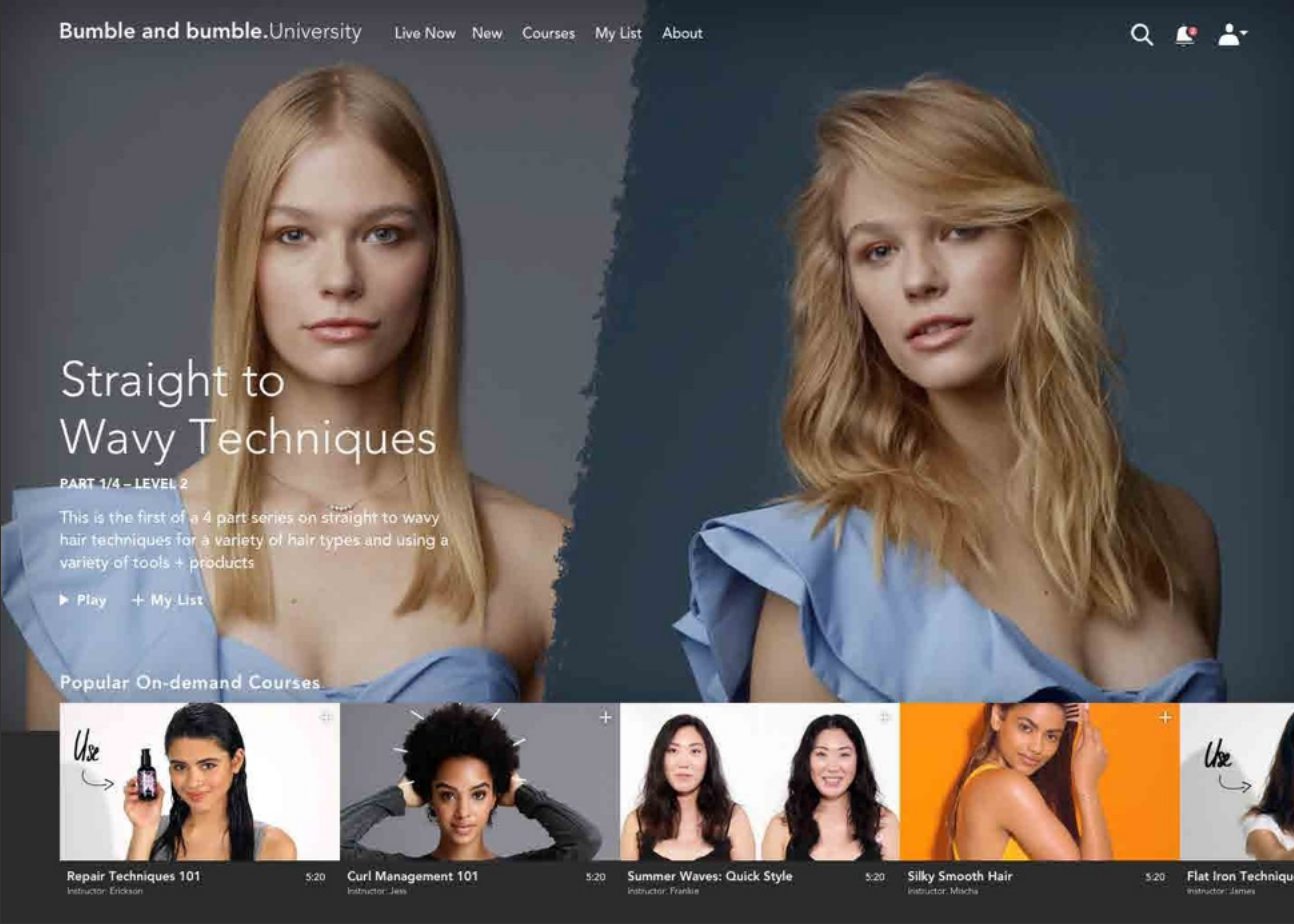 Bumble and bumble.University
Live Now New Courses My List About
Straight to
Wavy Techniques
PART 1/4 – LEVEL 2
This is the first of a 4 part series on straight to wavy
hair techniques for a variety of hair types and using a
variety of tools + products
Play + My List
Popular On-demand Courses
Use
Use
Repair Techniques 101 5:20
Instructor: Erickson
Curl Management 101 5:20
Instructor: Jess
Summer Waves: Quick Style 5:20
Instructor: Frankie
Silky Smooth Hair 5:20
Instructor: Mischa
Flat Iron Techniqu
Instructor: James